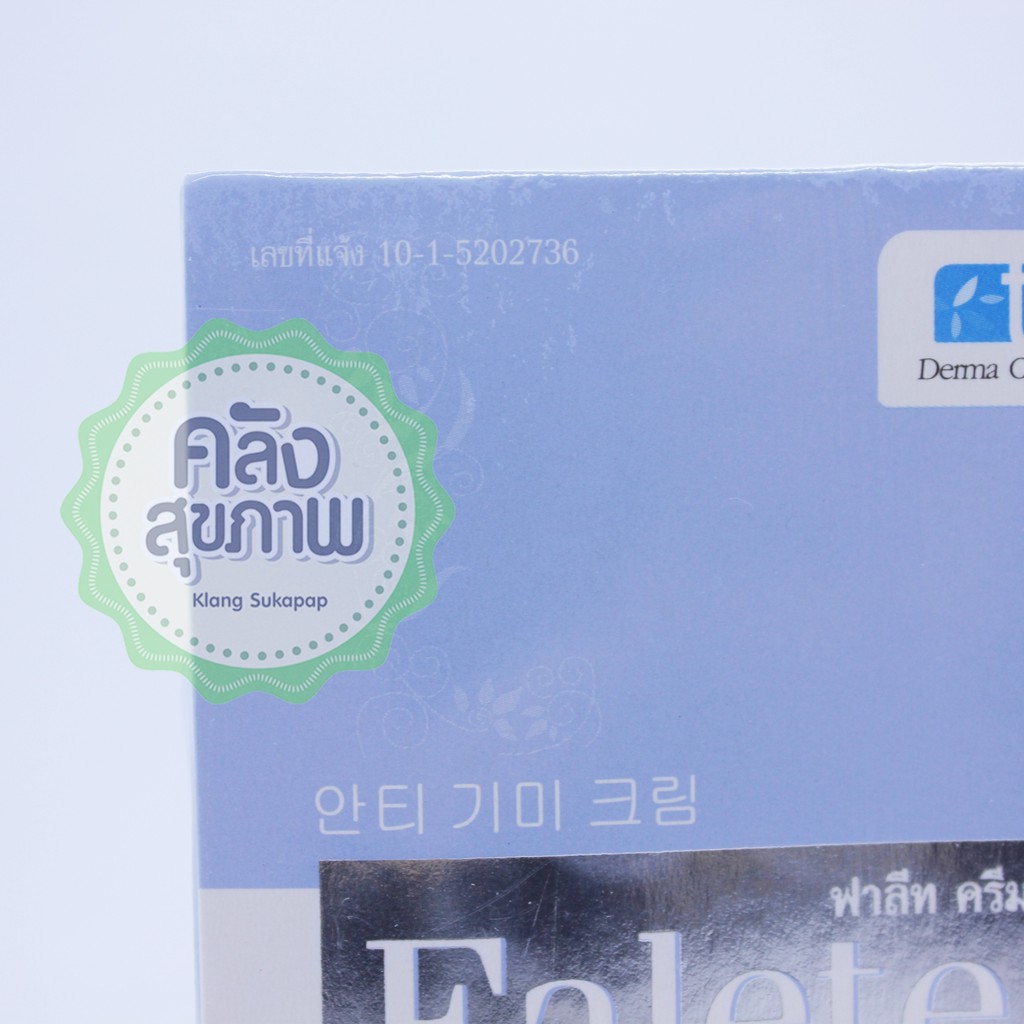 เลขที่แจ้ง 10-1-5202736
Derma
คลัง
สุขภาพ
Klang Sukapap
안티 기미 크림
ฟาลีท ครีม
Falete